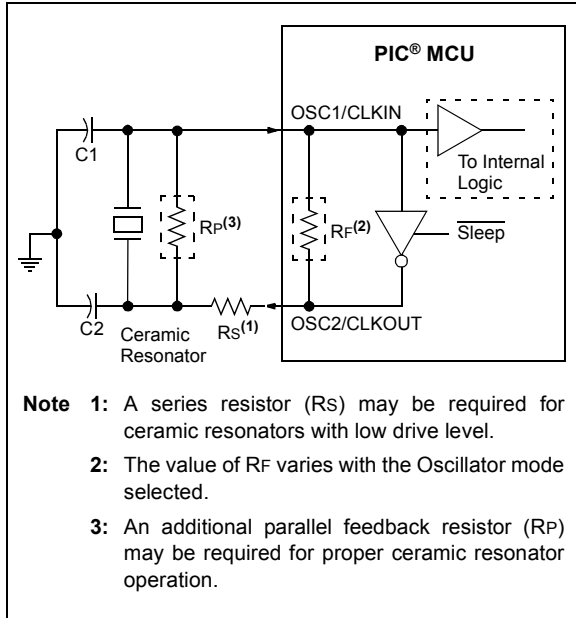 PIC® MCU
OSC1/CLKIN
C1
To Internal
Logic
RP(3)
RF(2)
Sleep
C2
Ceramic
Resonator
RS(1)
OSC2/CLKOUT
Note 1: A series resistor (RS) may be required for
ceramic resonators with low drive level.
2: The value of RF varies with the Oscillator mode
selected.
3: An additional parallel feedback resistor (RP)
may be required for proper ceramic resonator
operation.